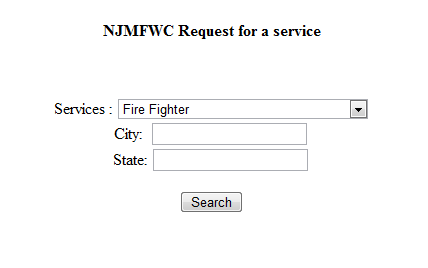 NJMFWC Request for a service
Services : Fire Fighter
City:
State:
Search